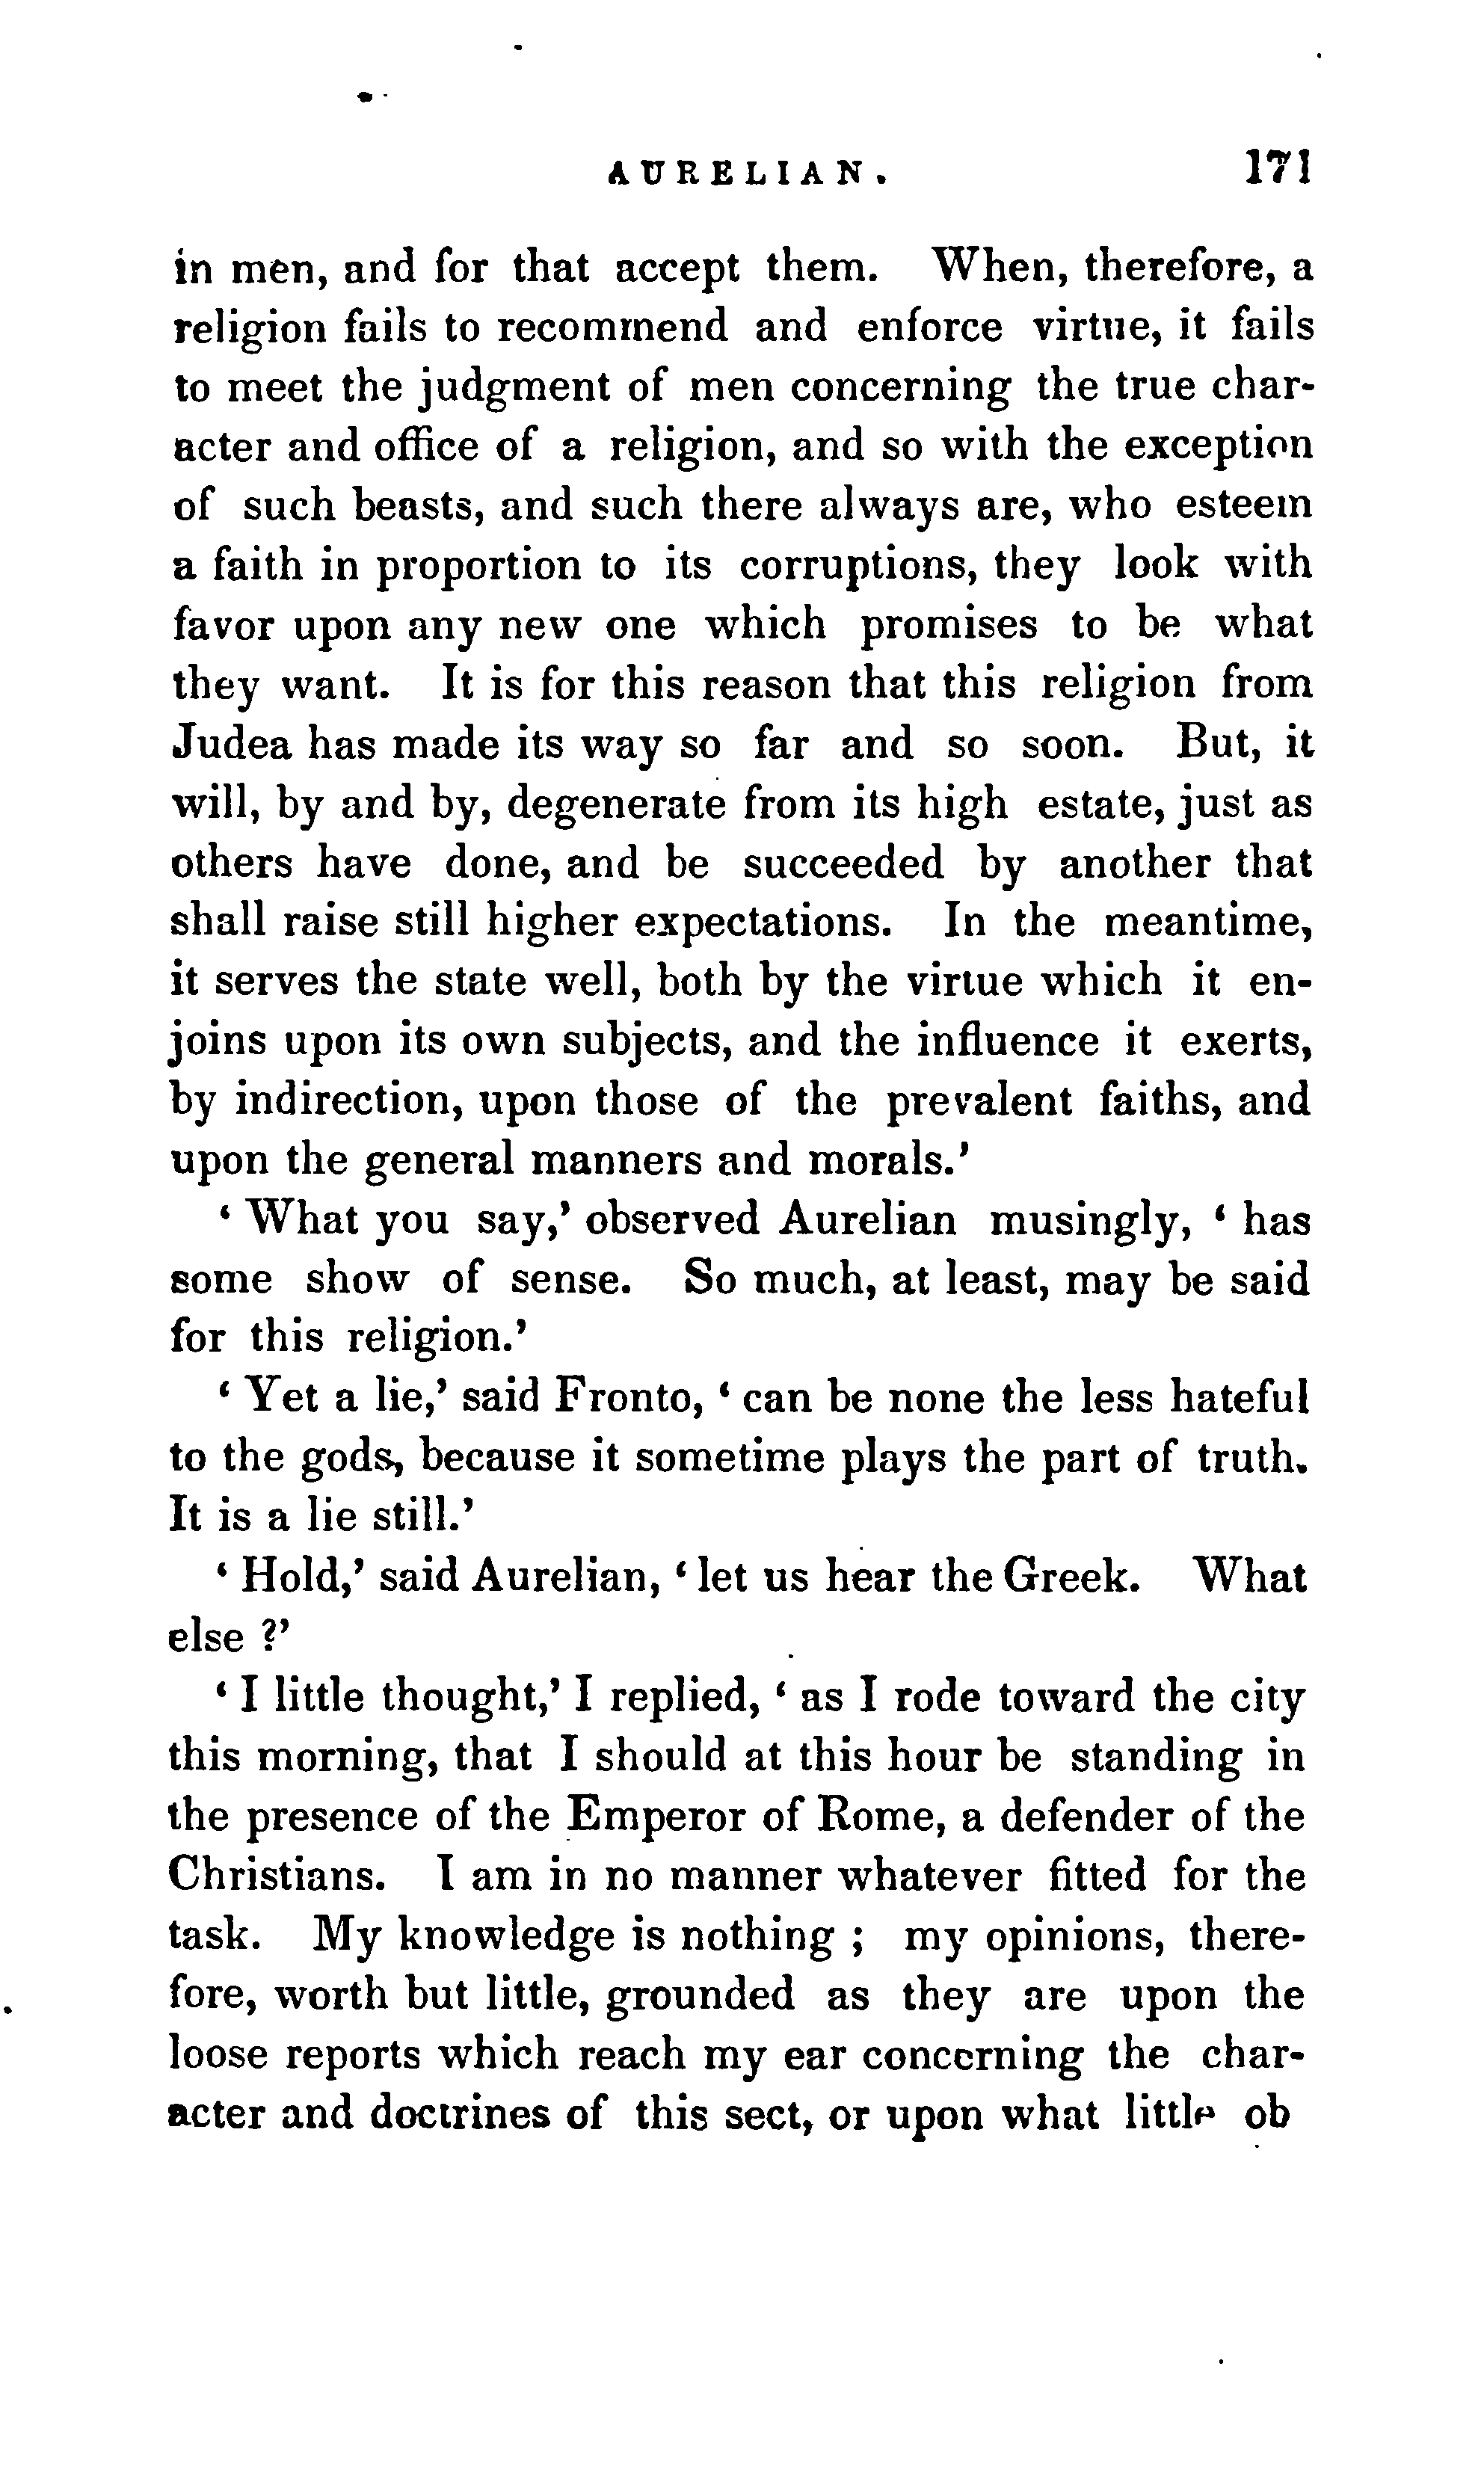 AURELIAN. 171
in men, and for that accept them. When, therefore, a
religion fails to recommend and enforce virtue, it fails
to meet the judgment of men concerning the true char-
acter and office of a religion, and so with the exception
of such beasts, and such there always are, who esteem
a faith in proportion to its corruptions, they look with
favor upon any new one which promises to be what
they want. It is for this reason that this religion from
Judea has made its way so far and so soon. But, it
will, by and by, degenerate from its high estate, just as
others have done, and be succeeded by another that
shall raise still higher expectations. In the meantime,
it serves the state well, both by the virtue which it en-
joins upon its own subjects, and the influence it exerts,
by indirection, upon those of the prevalent faiths, and
upon the general manners and morals.'
‘ What you say,’ observed Aurelian musingly, ‘ has
some show of sense. So much, at least, may be said
for this religion.’
‘ Yet a lie,’ said Fronto, ‘ can be none the less hateful
to the gods, because it sometime plays the part of truth.
It is a lie still.’
‘ Hold,’ said Aurelian, ‘ let us hear the Greek. What
else ?’
‘ I little thought,’ I replied, ‘ as I rode toward the city
this morning, that I should at this hour be standing in
the presence of the Emperor of Rome, a defender of the
Christians. I am in no manner whatever fitted for the
task. My knowledge is nothing ; my opinions, there-
fore, worth but little, grounded as they are upon the
loose reports which reach my ear concerning the char-
acter and doctrines of this sect, or upon what little ob